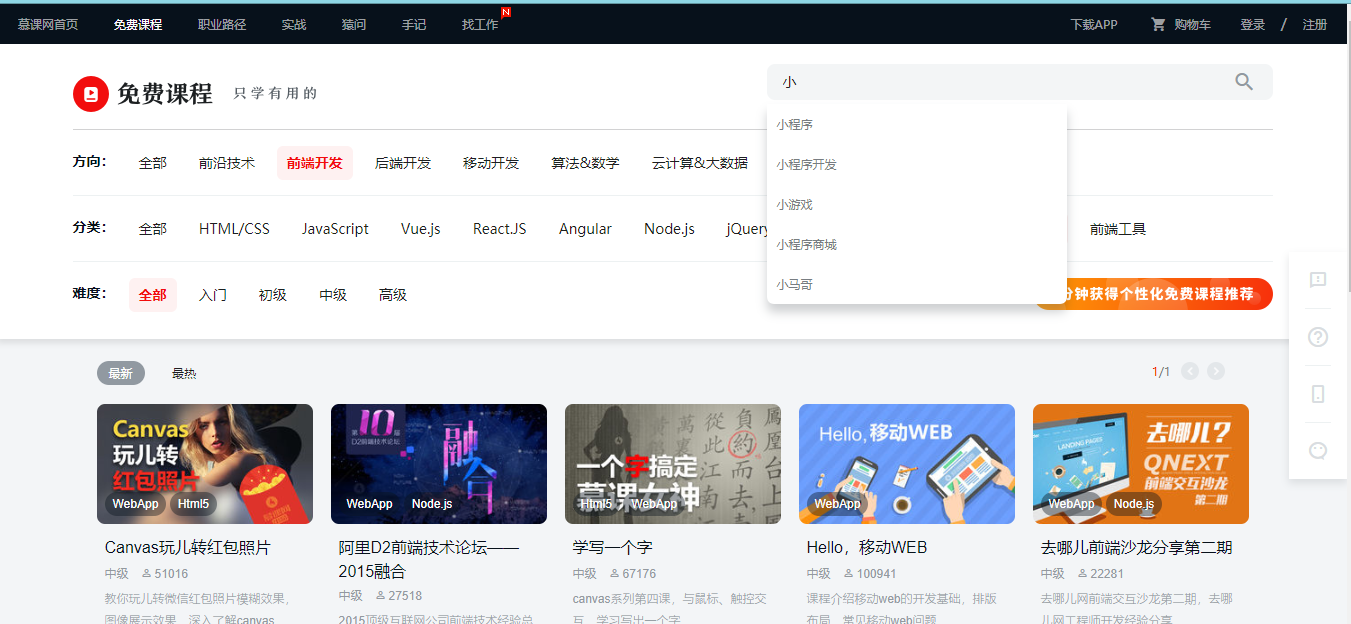 慕课网首页 免费课程 职业路径 实战 猿问 手记 找工作 N 下载APP 购物车 登录 / 注册
免费课程 只学有用的
小
小程序
小程序开发
小游戏
小程序商城
小马哥
方向： 全部 前沿技术 前端开发 后端开发 移动开发 算法&数学 云计算&大数据
分类： 全部 HTML/CSS JavaScript Vue.js React.JS Angular Node.js jQuery 前端工具
难度： 全部 入门 初级 中级 高级
钟获得个性化免费课程推荐
最新 最热 1/1
Canvas
玩儿转
红包照片
WebApp Html5
第10届
D2前端技术论坛
融合
WebApp Node.js
一个字搞定
慕课女神
Html5 WebApp
Hello,移动WEB
WebApp
LANDING PAGES
去哪儿?
QNEXT
前端交互沙龙
第二期
WebApp Node.js
Canvas玩儿转红包照片
中级 51016
教你玩儿转微信红包照片模糊效果，
图像展示效果，深入了解canvas
阿里D2前端技术论坛——
2015融合
中级 27518
2015顶级互联网公司前端技术经验总
学写一个字
中级 67176
canvas系列第四课，与鼠标、触控交
互，学习写出一个字
Hello，移动WEB
中级 100941
课程介绍移动web的开发基础，排版
布局，常见移动web问题
去哪儿前端沙龙分享第二期
中级 22281
去哪儿网前端交互沙龙第二期，去哪
儿网工程师开发经验分享